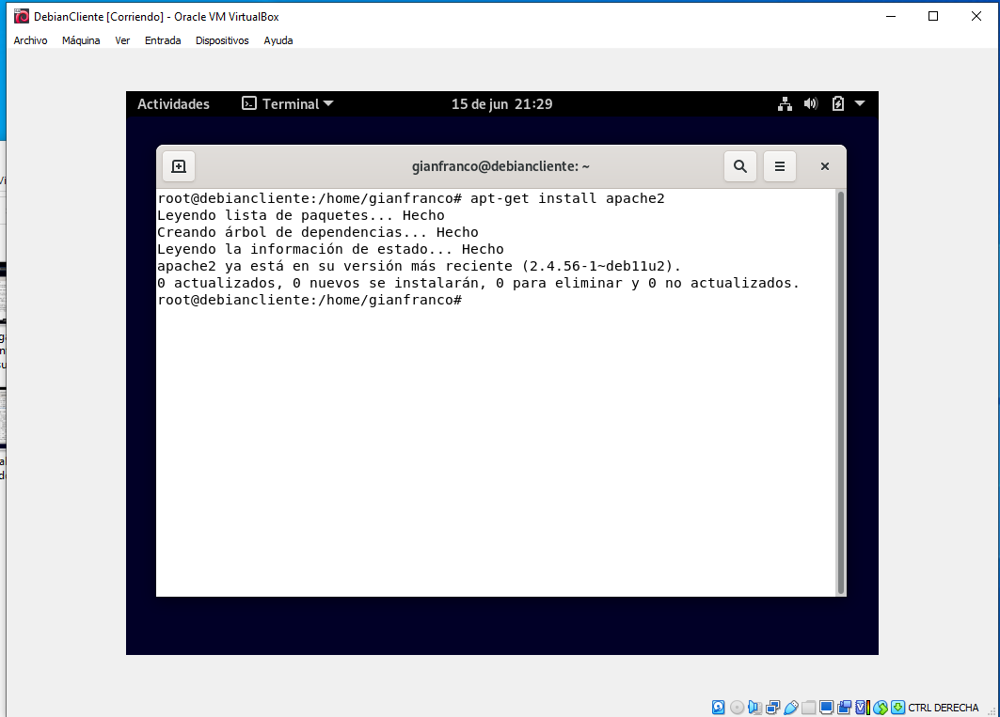 DebianCliente [Corriendo] - Oracle VM VirtualBox
Archivo Máquina Ver Entrada Dispositivos Ayuda
Actividades Terminal 15 de jun 21:29
gianfranco@debiancliente: ~
root@debiancliente:/home/gianfranco# apt-get install apache2
Leyendo lista de paquetes... Hecho
Creando árbol de dependencias... Hecho
Leyendo la información de estado... Hecho
apache2 ya está en su versión más reciente (2.4.56-1~deb11u2).
0 actualizados, 0 nuevos se instalarán, 0 para eliminar y 0 no actualizados.
root@debiancliente:/home/gianfranco#
CTRL DERECHA